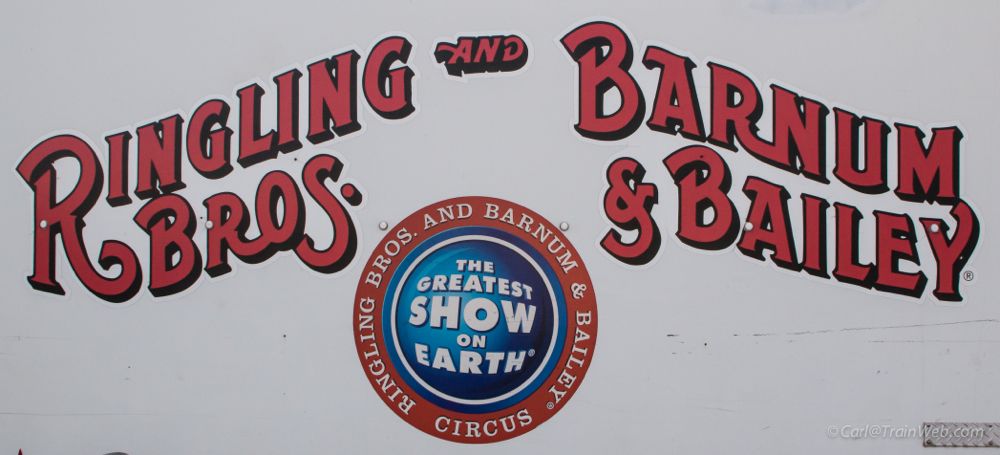 RINGLING AND BARNUM
BROS. & BAILEY®
RINGLING BROS. AND BARNUM & BAILEY®
CIRCUS
THE
GREATEST
SHOW
ON
EARTH®
©Carl@TrainWeb.com